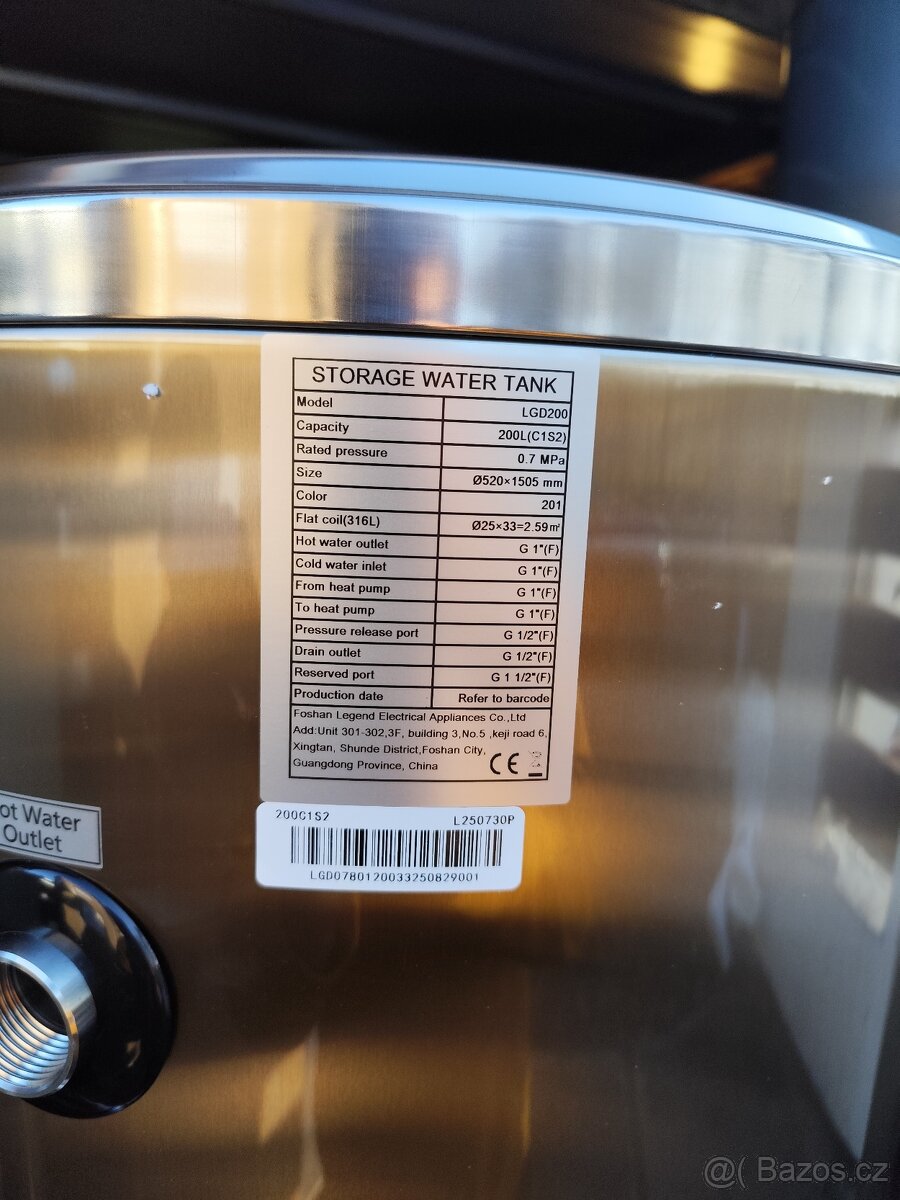 STORAGE WATER TANK
Model LGD200
Capacity 200L(C1S2)
Rated pressure 0.7 MPa
Size Ø520×1505 mm
Color 201
Flat coil(316L) Ø25×33=2.59㎡
Hot water outlet G 1"(F)
Cold water inlet G 1"(F)
From heat pump G 1"(F)
To heat pump G 1"(F)
Pressure release port G 1/2"(F)
Drain outlet G 1/2"(F)
Reserved port G 1 1/2"(F)
Production date Refer to barcode
Foshan Legend Electrical Appliances Co.,Ltd
Add:Unit 301-302,3F, building 3,No.5 ,keji road 6,
Xingtan, Shunde District,Foshan City,
Guangdong Province, China
CE
200C1S2 L250730P
LGD0780120033250829001
ot Water
Outlet
@( Bazos.cz